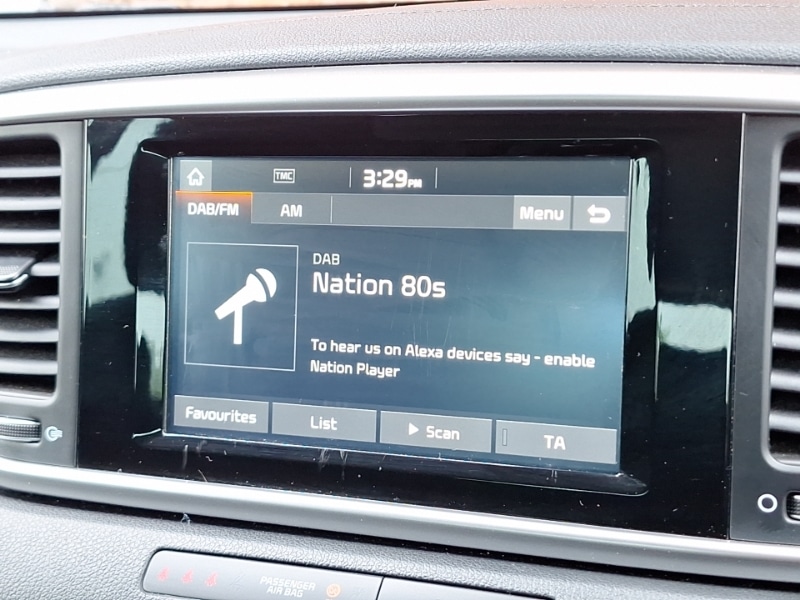 TMC 3:29PM
DAB/FM AM Menu
DAB
Nation 80s
To hear us on Alexa devices say - enable
Nation Player
Favourites List Scan TA
PASSENGER
AIR BAG